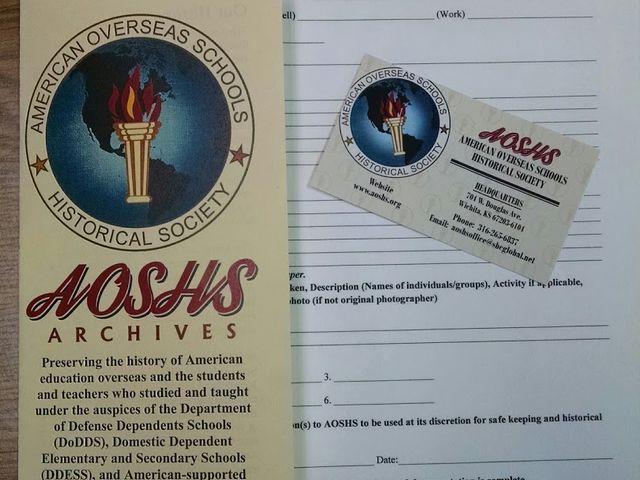 AMERICAN OVERSEAS SCHOOLS
HISTORICAL SOCIETY
AOSHS
ARCHIVES
Preserving the history of American
education overseas and the students
and teachers who studied and taught
under the auspices of the Department
of Defense Dependents Schools
(DoDDS), Domestic Dependent
Elementary and Secondary Schools
(DDESS), and American-supported
(Work)
AMERICAN OVERSEAS SCHOOLS
HISTORICAL SOCIETY
Website
www.aoshs.org
AOSHS
AMERICAN OVERSEAS SCHOOLS
HISTORICAL SOCIETY
HEADQUARTERS
704 W. Douglas Ave.
Wichita, KS 67203-6104
Phone: 316-265-6837
Email: aoshsoffice@sbcglobal.net
Description (Names of individuals/groups), Activity if applicable,
(if not original photographer)
3.
6.
to AOSHS to be used at its discretion for safe keeping and historical
Date: